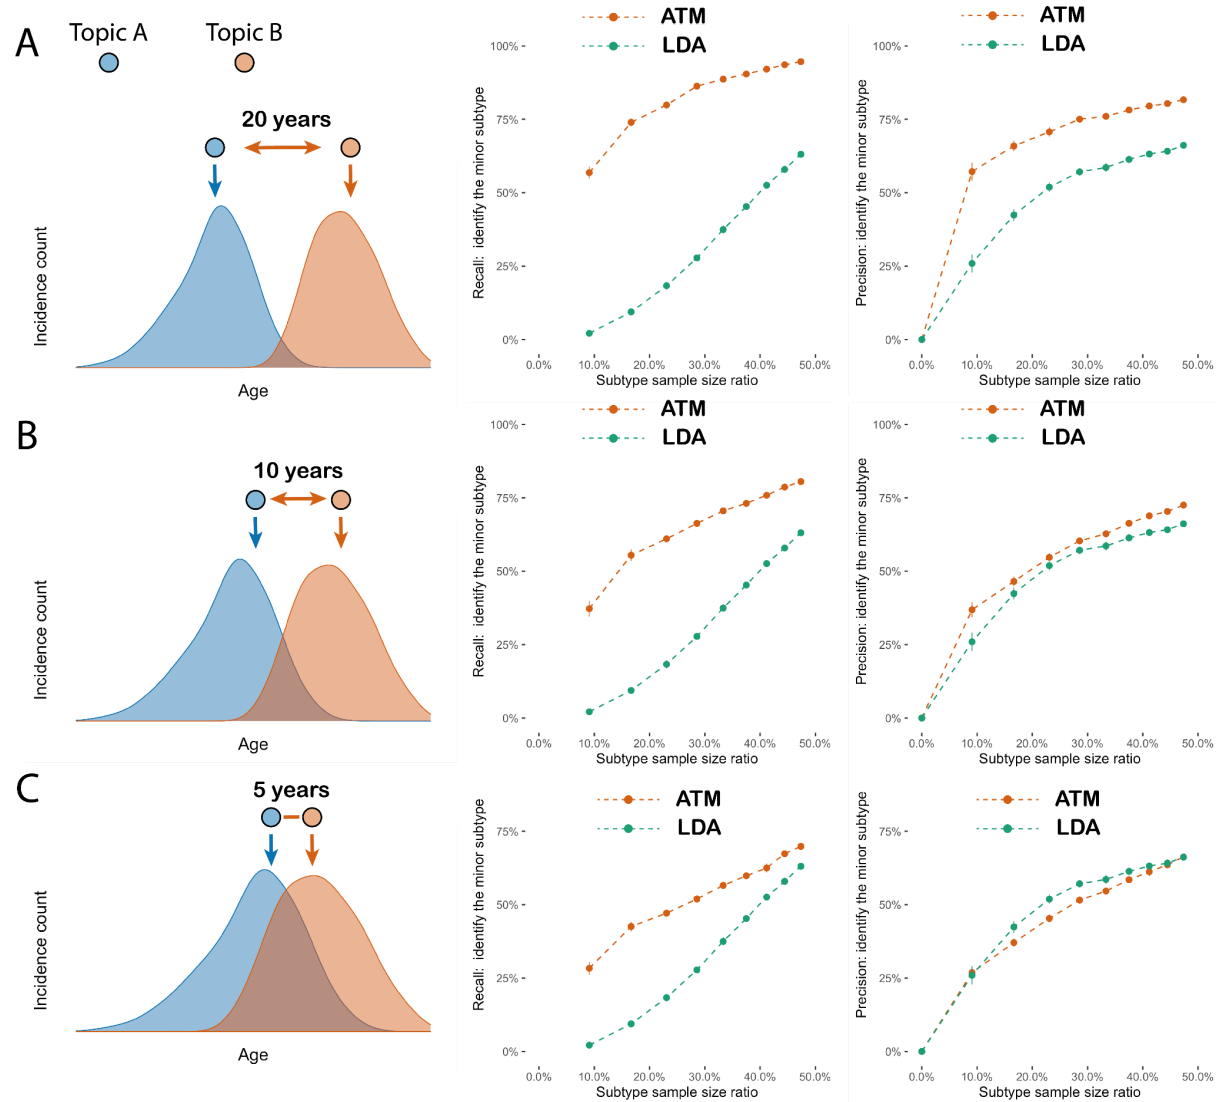 A
Topic A
Topic B
20 years
Incidence count
Age
ATM
LDA
Recall: identify the minor subtype
100%
75%
50%
25%
0%
0.0% 10.0% 20.0% 30.0% 40.0% 50.0%
Subtype sample size ratio
ATM
LDA
Precision: identify the minor subtype
100%
75%
50%
25%
0%
0.0% 10.0% 20.0% 30.0% 40.0% 50.0%
Subtype sample size ratio
B
10 years
Incidence count
Age
ATM
LDA
Recall: identify the minor subtype
100%
75%
50%
25%
0%
0.0% 10.0% 20.0% 30.0% 40.0% 50.0%
Subtype sample size ratio
ATM
LDA
Precision: identify the minor subtype
100%
75%
50%
25%
0%
0.0% 10.0% 20.0% 30.0% 40.0% 50.0%
Subtype sample size ratio
C
5 years
Incidence count
Age
ATM
LDA
Recall: identify the minor subtype
75%
50%
25%
0%
0.0% 10.0% 20.0% 30.0% 40.0% 50.0%
Subtype sample size ratio
ATM
LDA
Precision: identify the minor subtype
75%
50%
25%
0%
0.0% 10.0% 20.0% 30.0% 40.0% 50.0%
Subtype sample size ratio